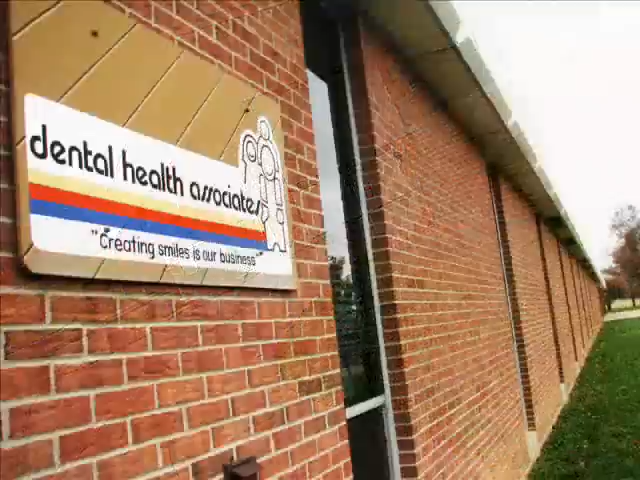 dental health associates
"Creating smiles is our business"